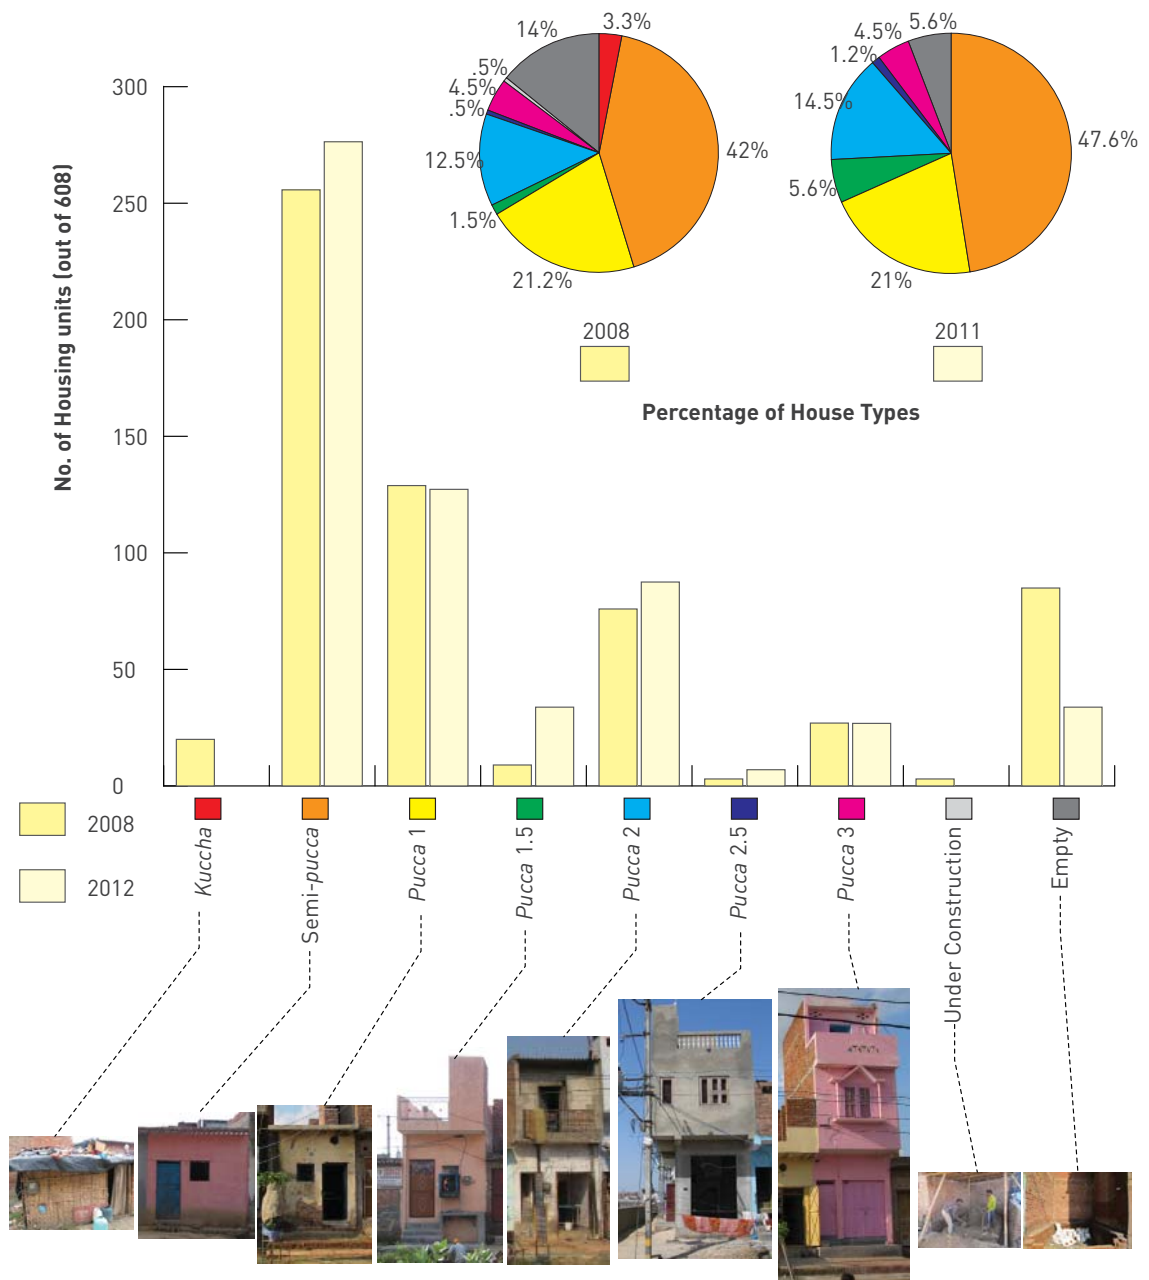 3.3%
14%
.5%
4.5%
.5%
12.5%
1.5%
21.2%
42%
5.6%
4.5%
1.2%
14.5%
5.6%
21%
47.6%
2008
2011
Percentage of House Types
No. of Housing units (out of 608)
300
250
200
150
100
50
0
2008
2012
Kuccha
Semi-pucca
Pucca 1
Pucca 1.5
Pucca 2
Pucca 2.5
Pucca 3
Under Construction
Empty